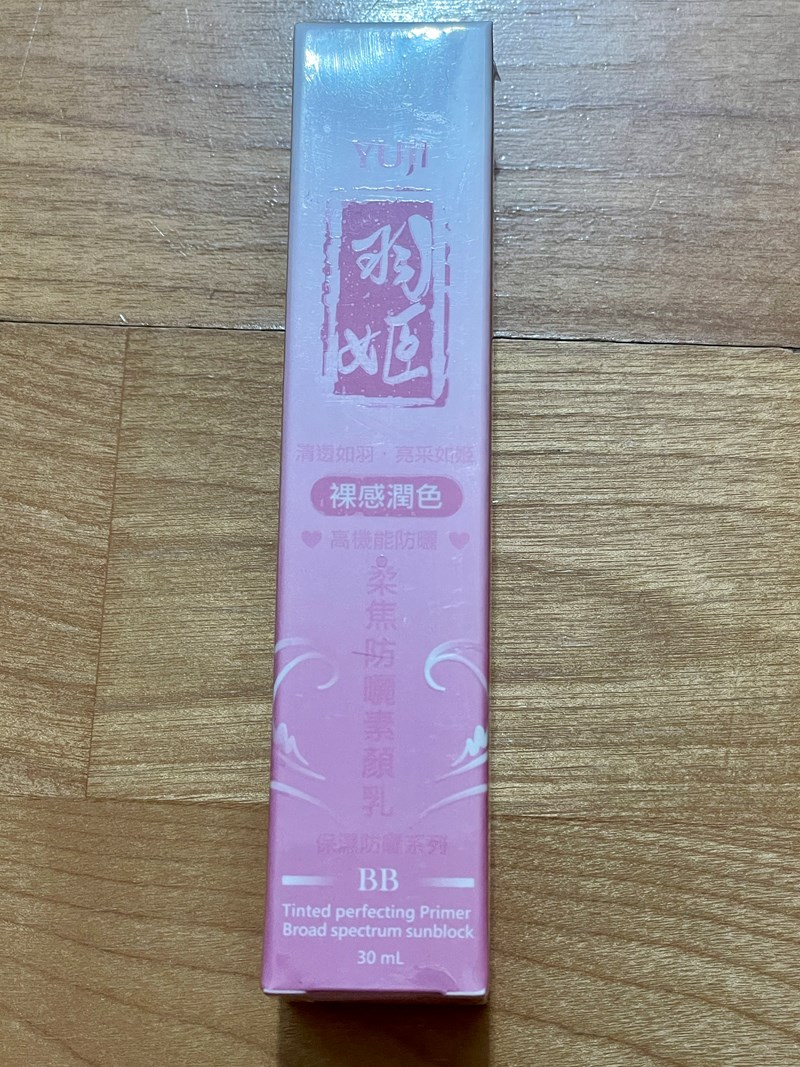 YUJI
羽姬
清透如羽·亮采如姬
裸感潤色
高機能防曬
柔焦防曬素顏乳
保濕防曬系列
BB
Tinted perfecting Primer
Broad spectrum sunblock
30 mL